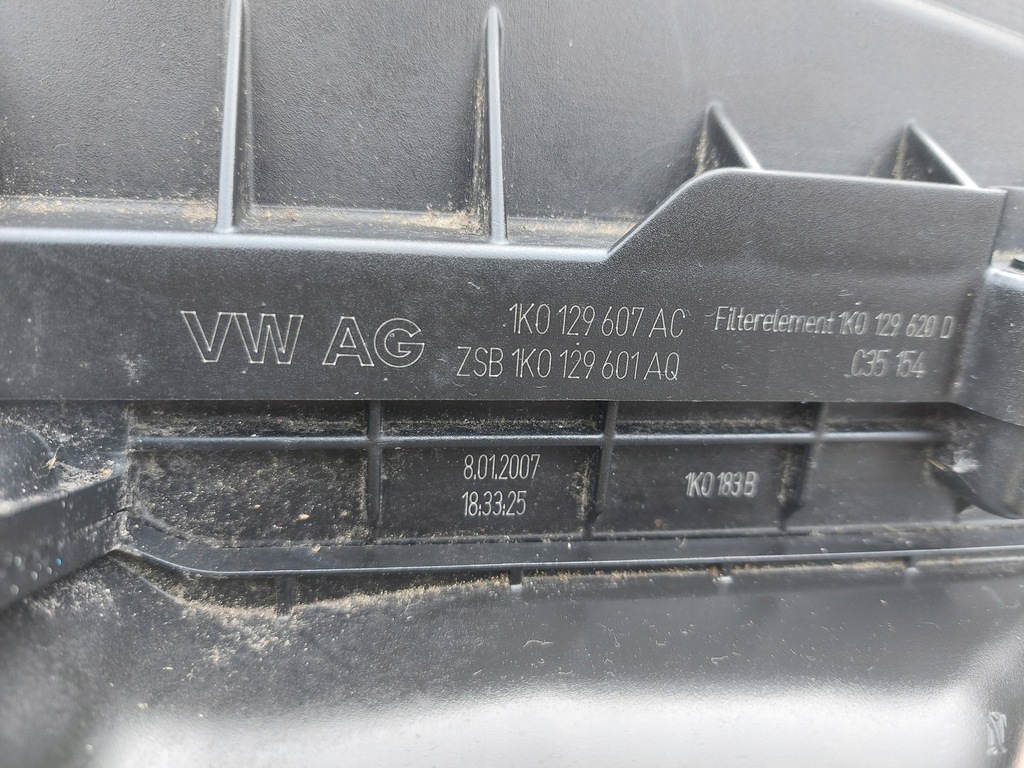 VW AG
1K0 129 607 AC
ZSB 1K0 129 601 AQ
Filterelement 1K0 129 620 D
C35 154
8.01.2007
18:33:25
1K0 183 B